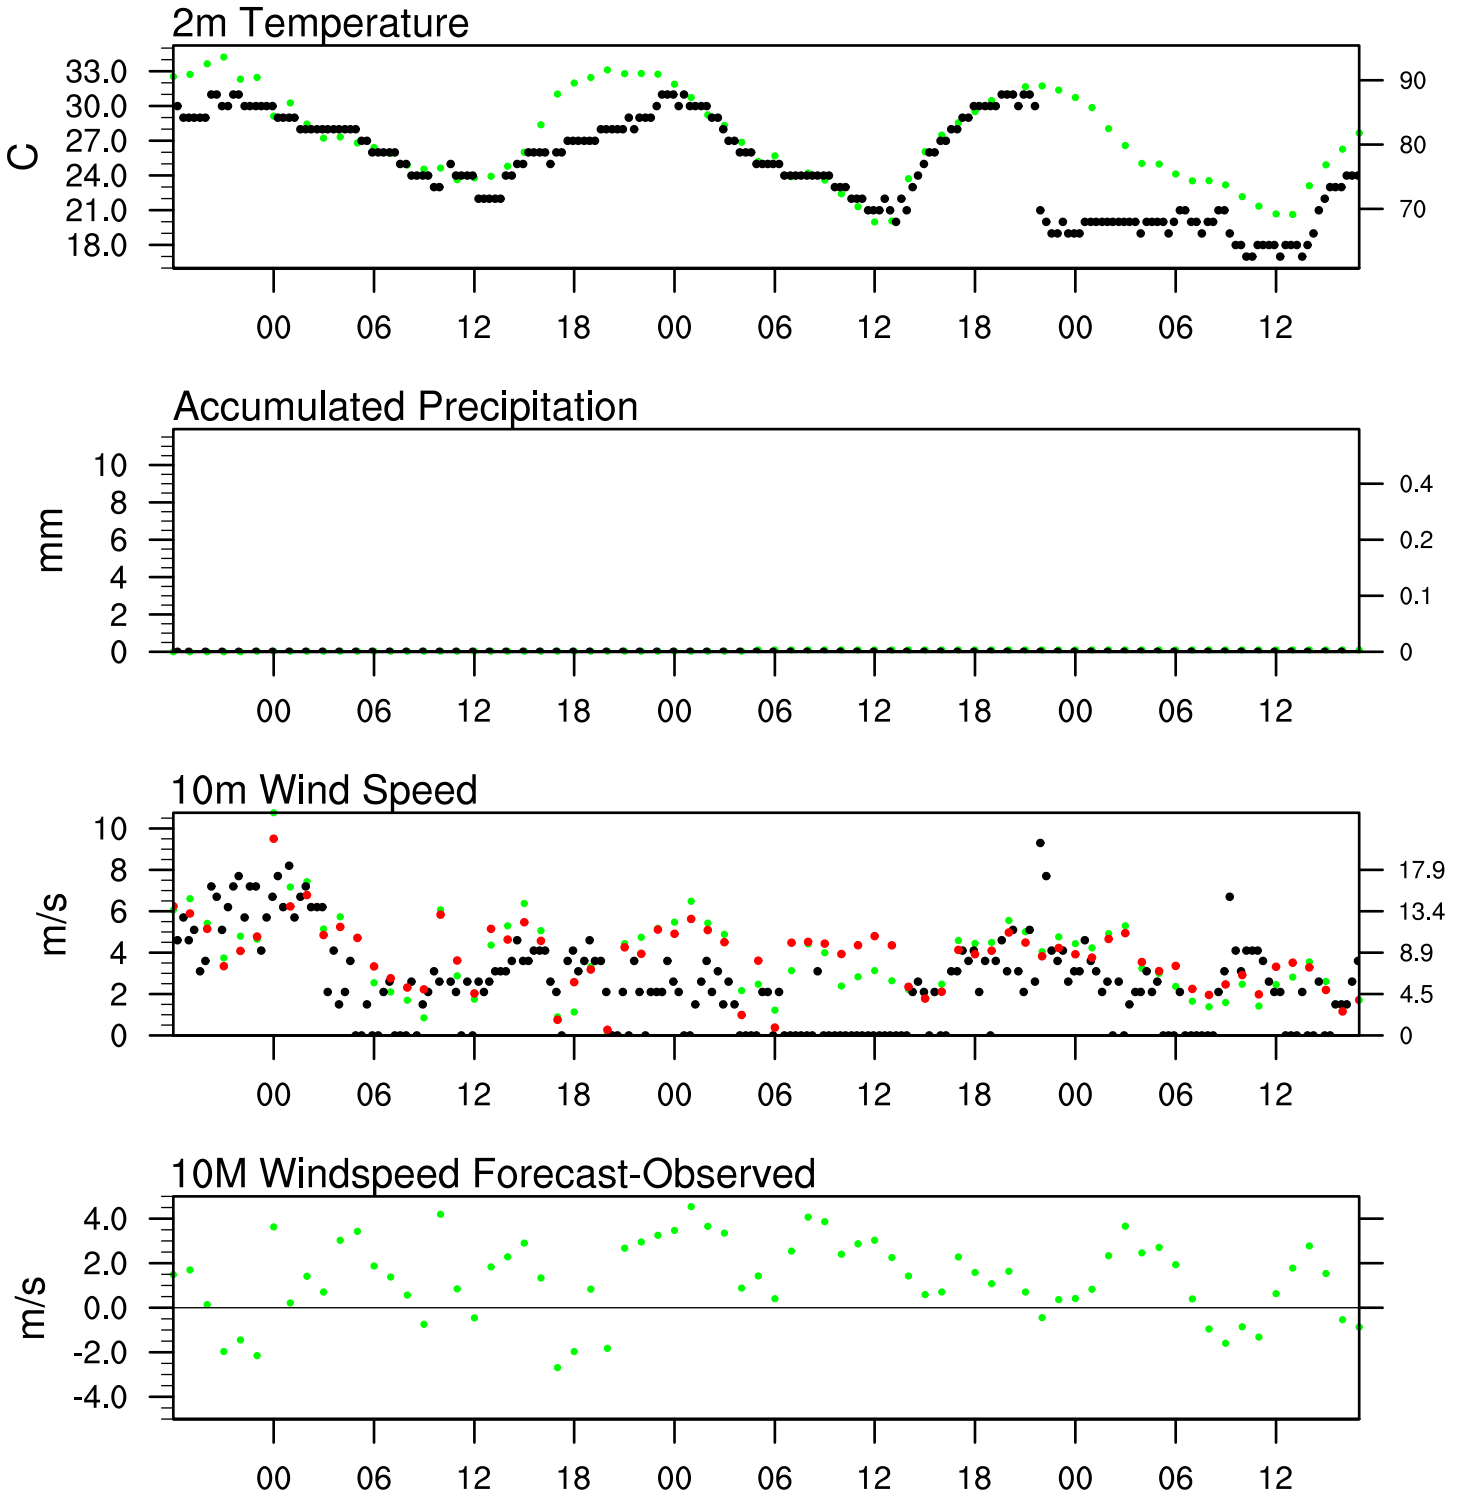 2m Temperature
33.0
30.0
27.0
24.0
21.0
18.0
C
90
80
70
00 06 12 18 00 06 12 18 00 06 12
Accumulated Precipitation
10
8
6
4
2
0
mm
0.4
0.2
0.1
0
00 06 12 18 00 06 12 18 00 06 12
10m Wind Speed
10
8
6
4
2
0
m/s
17.9
13.4
8.9
4.5
0
00 06 12 18 00 06 12 18 00 06 12
10M Windspeed Forecast-Observed
4.0
2.0
0.0
-2.0
-4.0
m/s
00 06 12 18 00 06 12 18 00 06 12